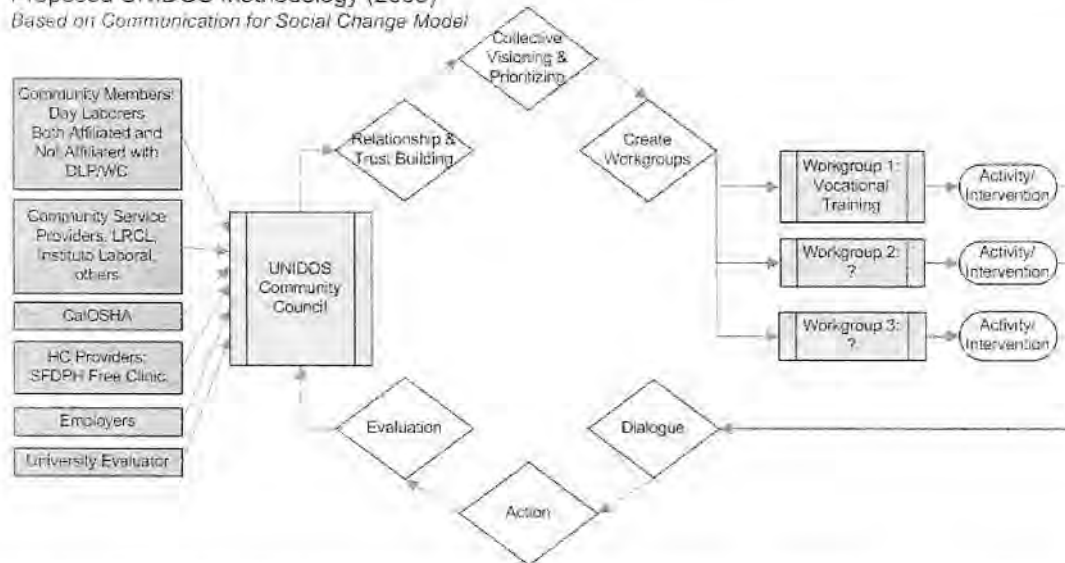 Proposed UNIDOS Methodology
Based on Communication for Social Change Model
Community Members:
Day Laborers
Both Affiliated and
Not Affiliated with
DLP/WC
Community Service
Providers, LRCL,
Instituto Laboral,
others
CalOSHA
HC Providers:
SFDPH Free Clinic
Employers
University Evaluator
UNIDOS
Community
Council
Relationship &
Trust Building
Collective
Visioning &
Prioritizing
Create
Workgroups
Workgroup 1:
Vocational
Training
Activity/
Intervention
Workgroup 2:
?
Activity/
Intervention
Workgroup 3:
?
Activity/
Intervention
Dialogue
Action
Evaluation